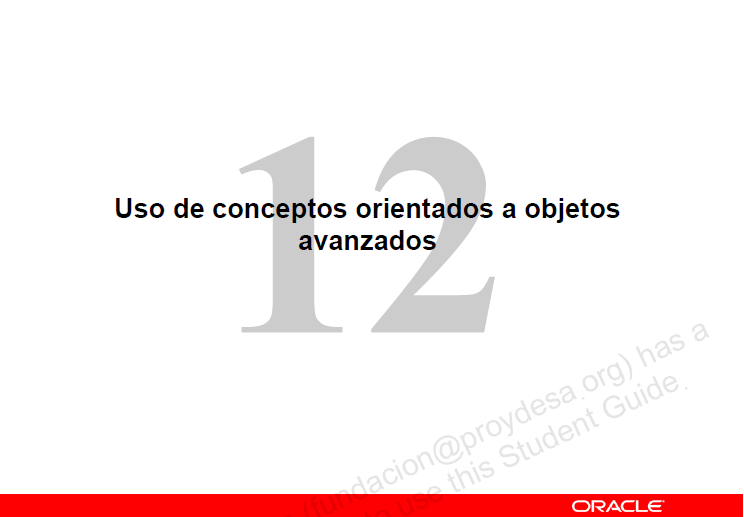 12
Uso de conceptos orientados a objetos
avanzados
(fundacion@proydesa.org) has a
use this Student Guide.
ORACLE